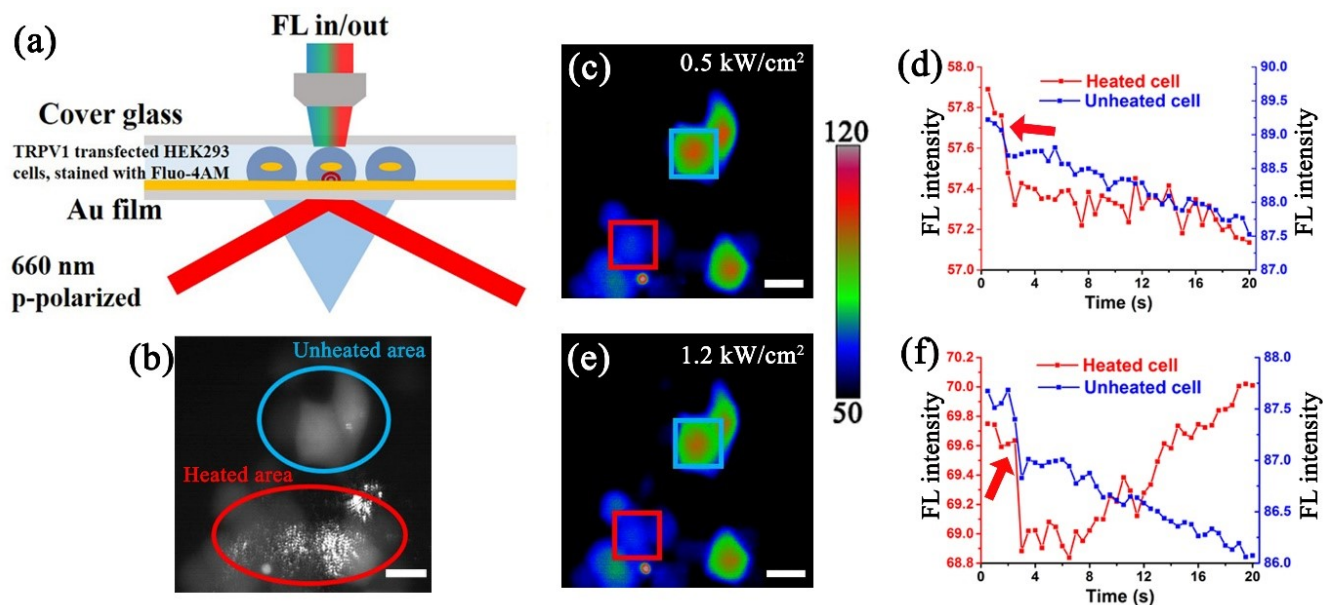 (a)
FL in/out
Cover glass
TRPV1 transfected HEK293
cells, stained with Fluo-4AM
Au film
660 nm
p-polarized
(b)
Unheated area
Heated area
(c)
0.5 kW/cm²
120
50
(e)
1.2 kW/cm²
(d)
Heated cell
Unheated cell
FL intensity
58.0
57.8
57.6
57.4
57.2
57.0
90.0
89.5
89.0
88.5
88.0
87.5
87.0
FL intensity
0 4 8 12 16 20
Time (s)
(f)
Heated cell
Unheated cell
FL intensity
70.2
70.0
69.8
69.6
69.4
69.2
69.0
68.8
88.0
87.5
87.0
86.5
86.0
FL intensity
0 4 8 12 16 20
Time (s)